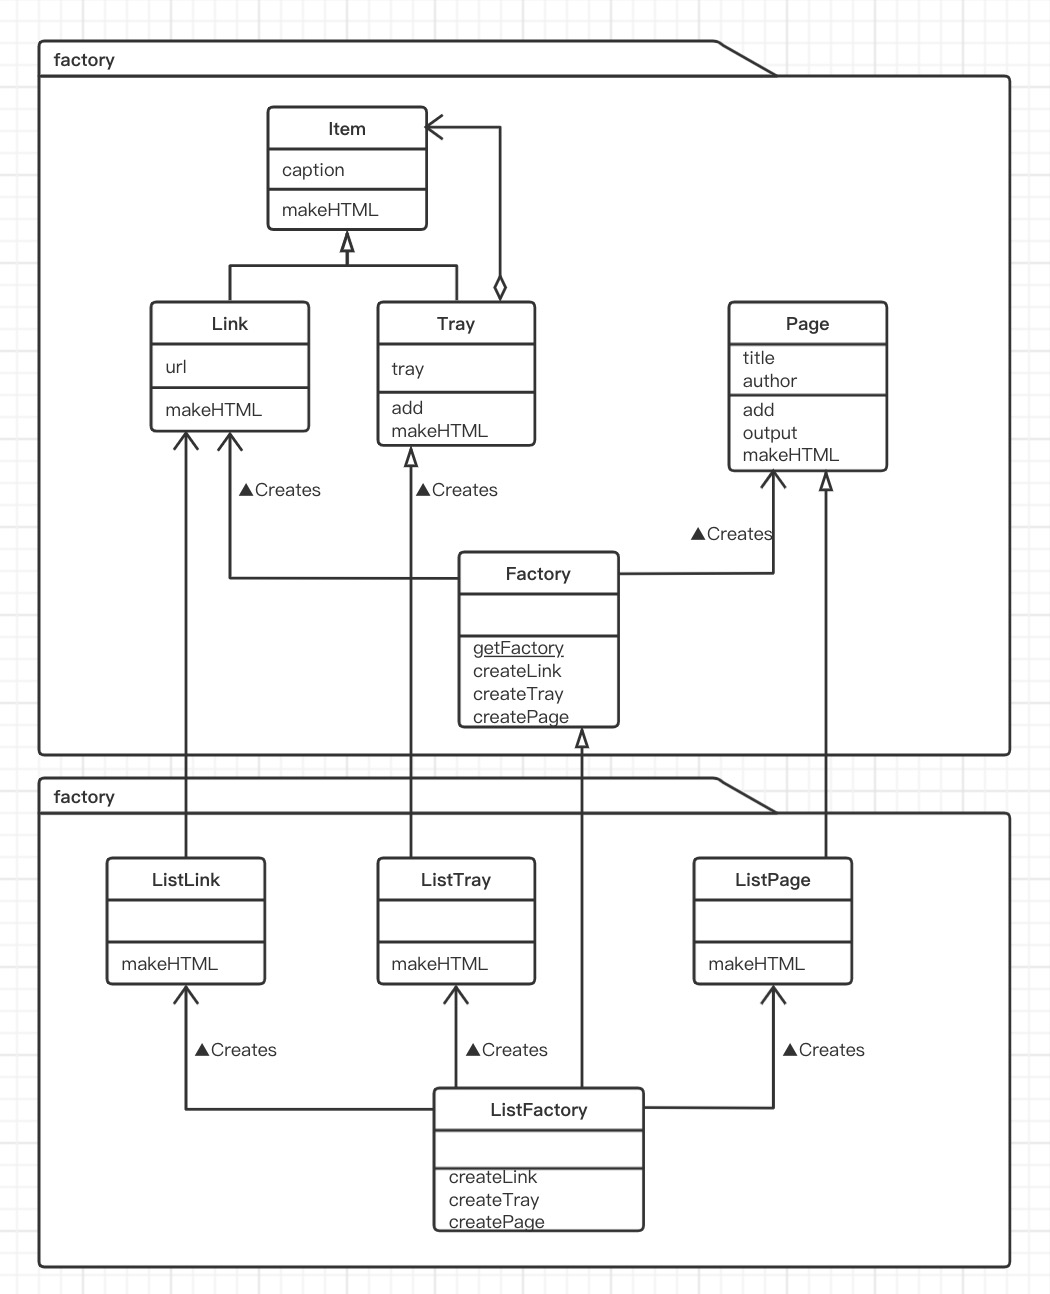 factory
Item
caption
makeHTML
Link
url
makeHTML
Tray
tray
add
makeHTML
Page
title
author
add
output
makeHTML
▲Creates
▲Creates
▲Creates
Factory
getFactory
createLink
createTray
createPage
factory
ListLink
makeHTML
ListTray
makeHTML
ListPage
makeHTML
▲Creates
▲Creates
▲Creates
ListFactory
createLink
createTray
createPage